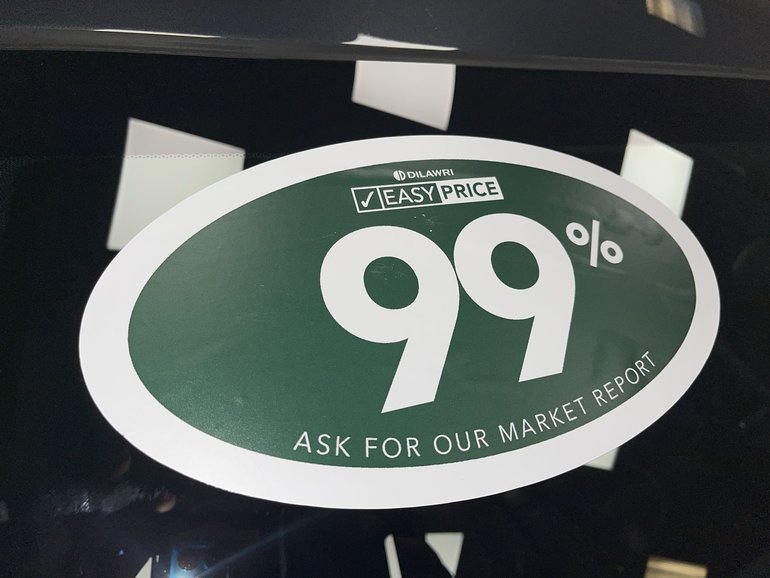 DILAWRI
✓ EASY PRICE
99%
ASK FOR OUR MARKET REPORT